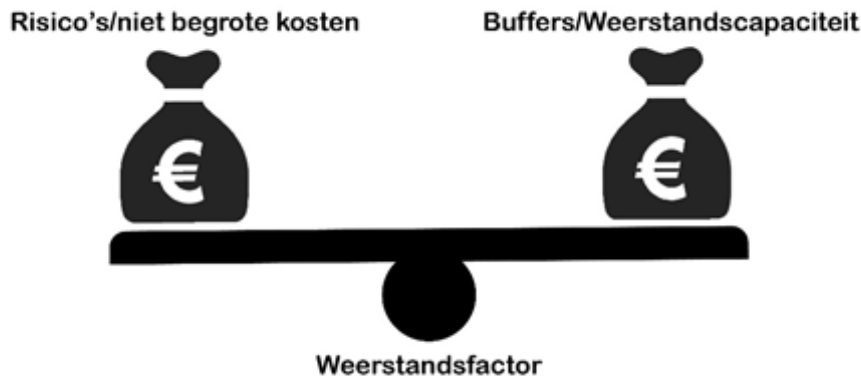 Risico's/niet begrote kosten
Buffers/Weerstandscapaciteit
€
€
Weerstandsfactor